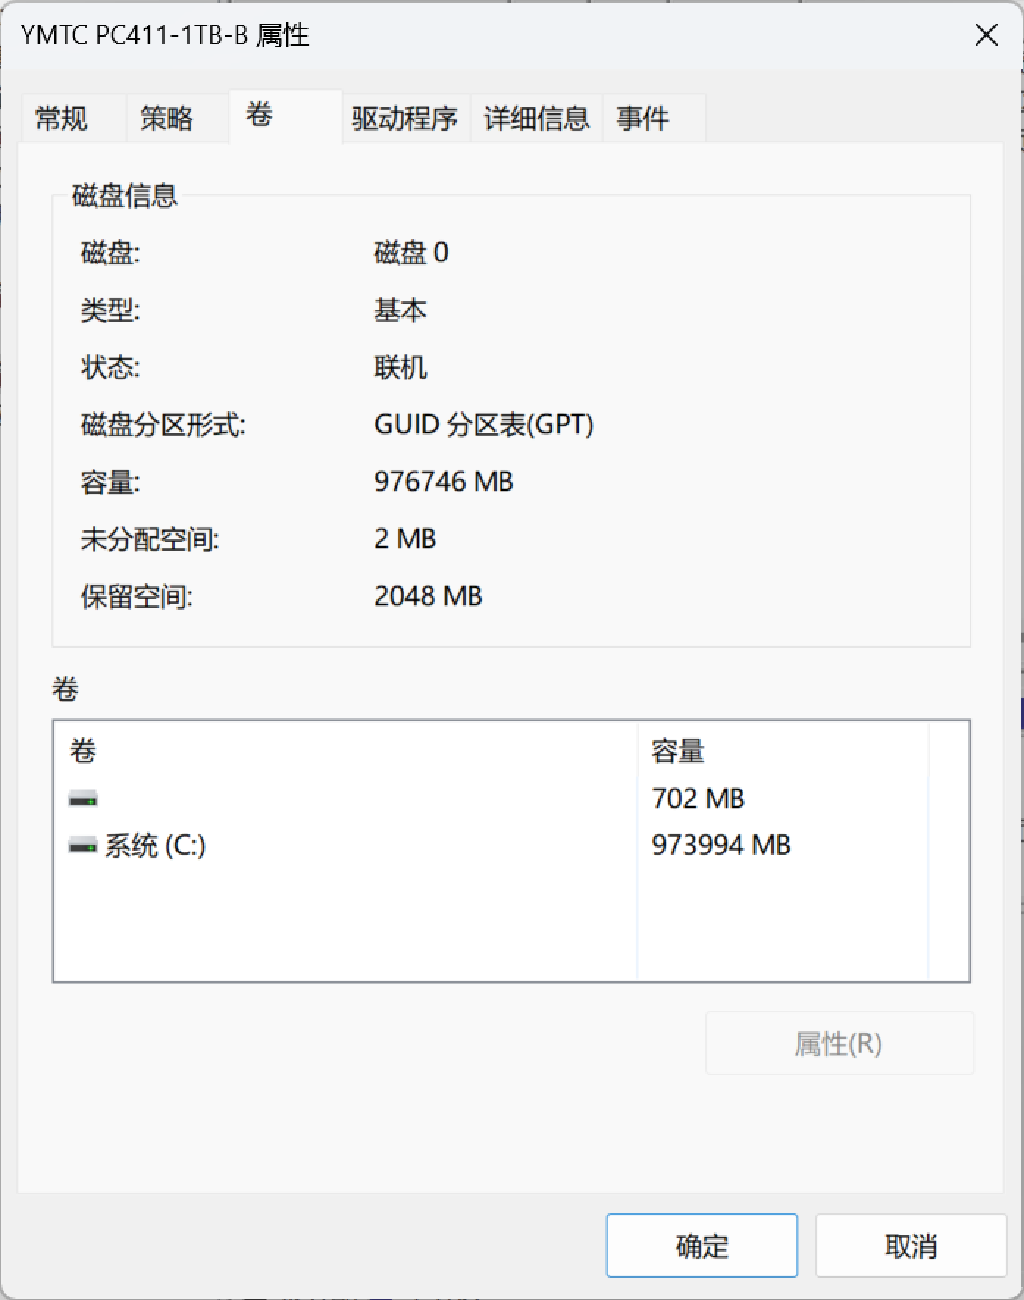 YMTC PC411-1TB-B 属性
常规 策略 卷 驱动程序 详细信息 事件
磁盘信息
磁盘: 磁盘 0
类型: 基本
状态: 联机
磁盘分区形式: GUID 分区表(GPT)
容量: 976746 MB
未分配空间: 2 MB
保留空间: 2048 MB
卷
卷 容量
702 MB
系统 (C:) 973994 MB
属性(R)
确定 取消